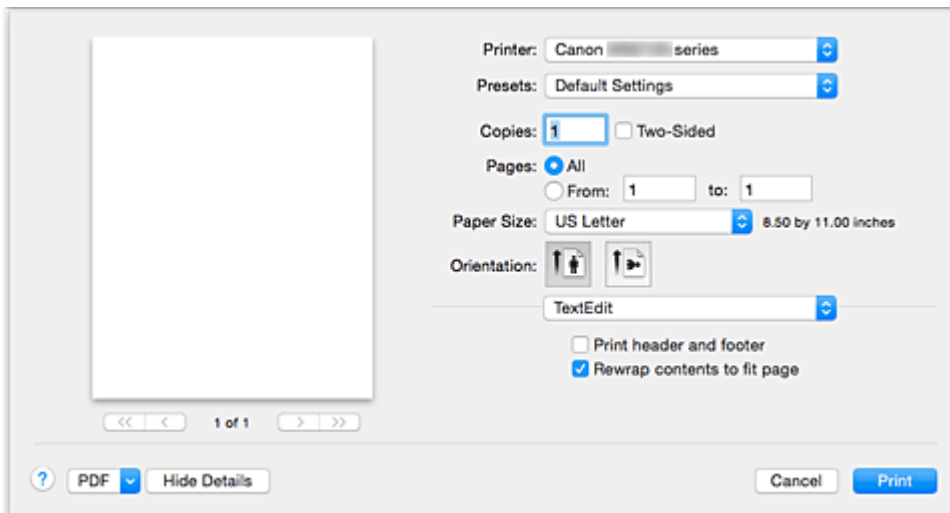 Printer: Canon series
Presets: Default Settings
Copies: 1 Two-Sided
Pages: All
From: 1 to: 1
Paper Size: US Letter 8.50 by 11.00 inches
Orientation:
TextEdit
Print header and footer
Rewrap contents to fit page
<< < 1 of 1 > >>
? PDF Hide Details Cancel Print